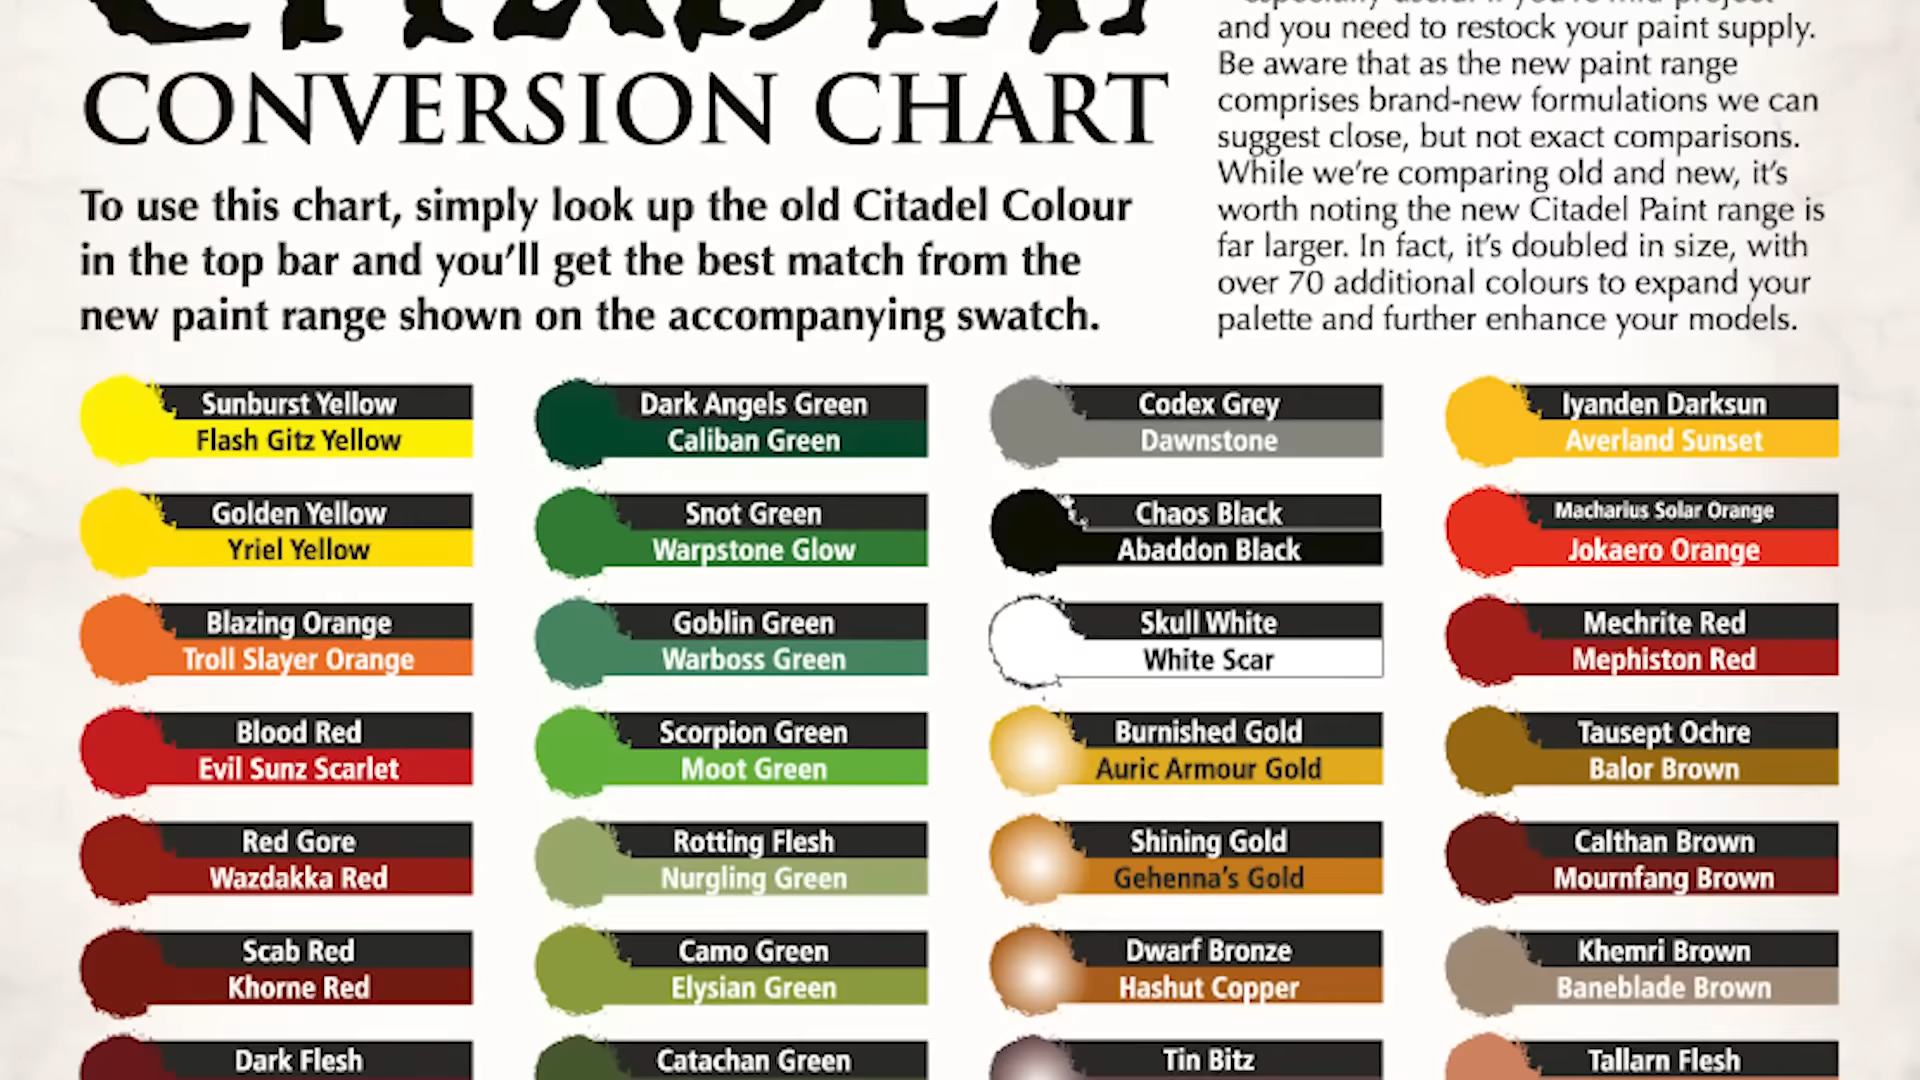 CITADEL
CONVERSION CHART
To use this chart, simply look up the old Citadel Colour
in the top bar and you'll get the best match from the
new paint range shown on the accompanying swatch.
especially useful if you're mid-project
and you need to restock your paint supply.
Be aware that as the new paint range
comprises brand-new formulations we can
suggest close, but not exact comparisons.
While we're comparing old and new, it's
worth noting the new Citadel Paint range is
far larger. In fact, it's doubled in size, with
over 70 additional colours to expand your
palette and further enhance your models.
Sunburst Yellow
Flash Gitz Yellow
Golden Yellow
Yriel Yellow
Blazing Orange
Troll Slayer Orange
Blood Red
Evil Sunz Scarlet
Red Gore
Wazdakka Red
Scab Red
Khorne Red
Dark Flesh
Dark Angels Green
Caliban Green
Snot Green
Warpstone Glow
Goblin Green
Warboss Green
Scorpion Green
Moot Green
Rotting Flesh
Nurgling Green
Camo Green
Elysian Green
Catachan Green
Codex Grey
Dawnstone
Chaos Black
Abaddon Black
Skull White
White Scar
Burnished Gold
Auric Armour Gold
Shining Gold
Gehenna's Gold
Dwarf Bronze
Hashut Copper
Tin Bitz
Iyanden Darksun
Averland Sunset
Macharius Solar Orange
Jokaero Orange
Mechrite Red
Mephiston Red
Tausept Ochre
Balor Brown
Calthan Brown
Mournfang Brown
Khemri Brown
Baneblade Brown
Tallarn Flesh